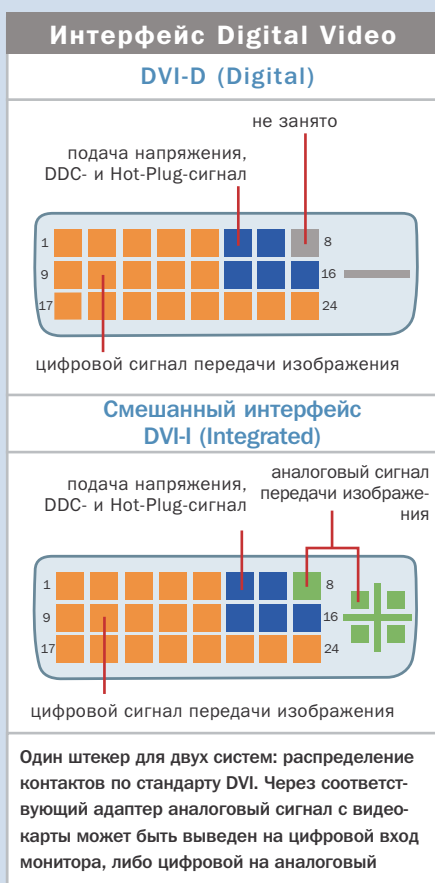 Интерфейс Digital Video
DVI-D (Digital)
не занято
подача напряжения,
DDC- и Hot-Plug-сигнал
1
8
9
16
17
24
цифровой сигнал передачи изображения
Смешанный интерфейс
DVI-I (Integrated)
аналоговый сигнал
передачи изображе-
ния
подача напряжения,
DDC- и Hot-Plug-сигнал
1
8
9
16
17
24
цифровой сигнал передачи изображения
Один штекер для двух систем: распределение
контактов по стандарту DVI. Через соответст-
вующий адаптер аналоговый сигнал с видео-
карты может быть выведен на цифровой вход
монитора, либо цифровой на аналоговый